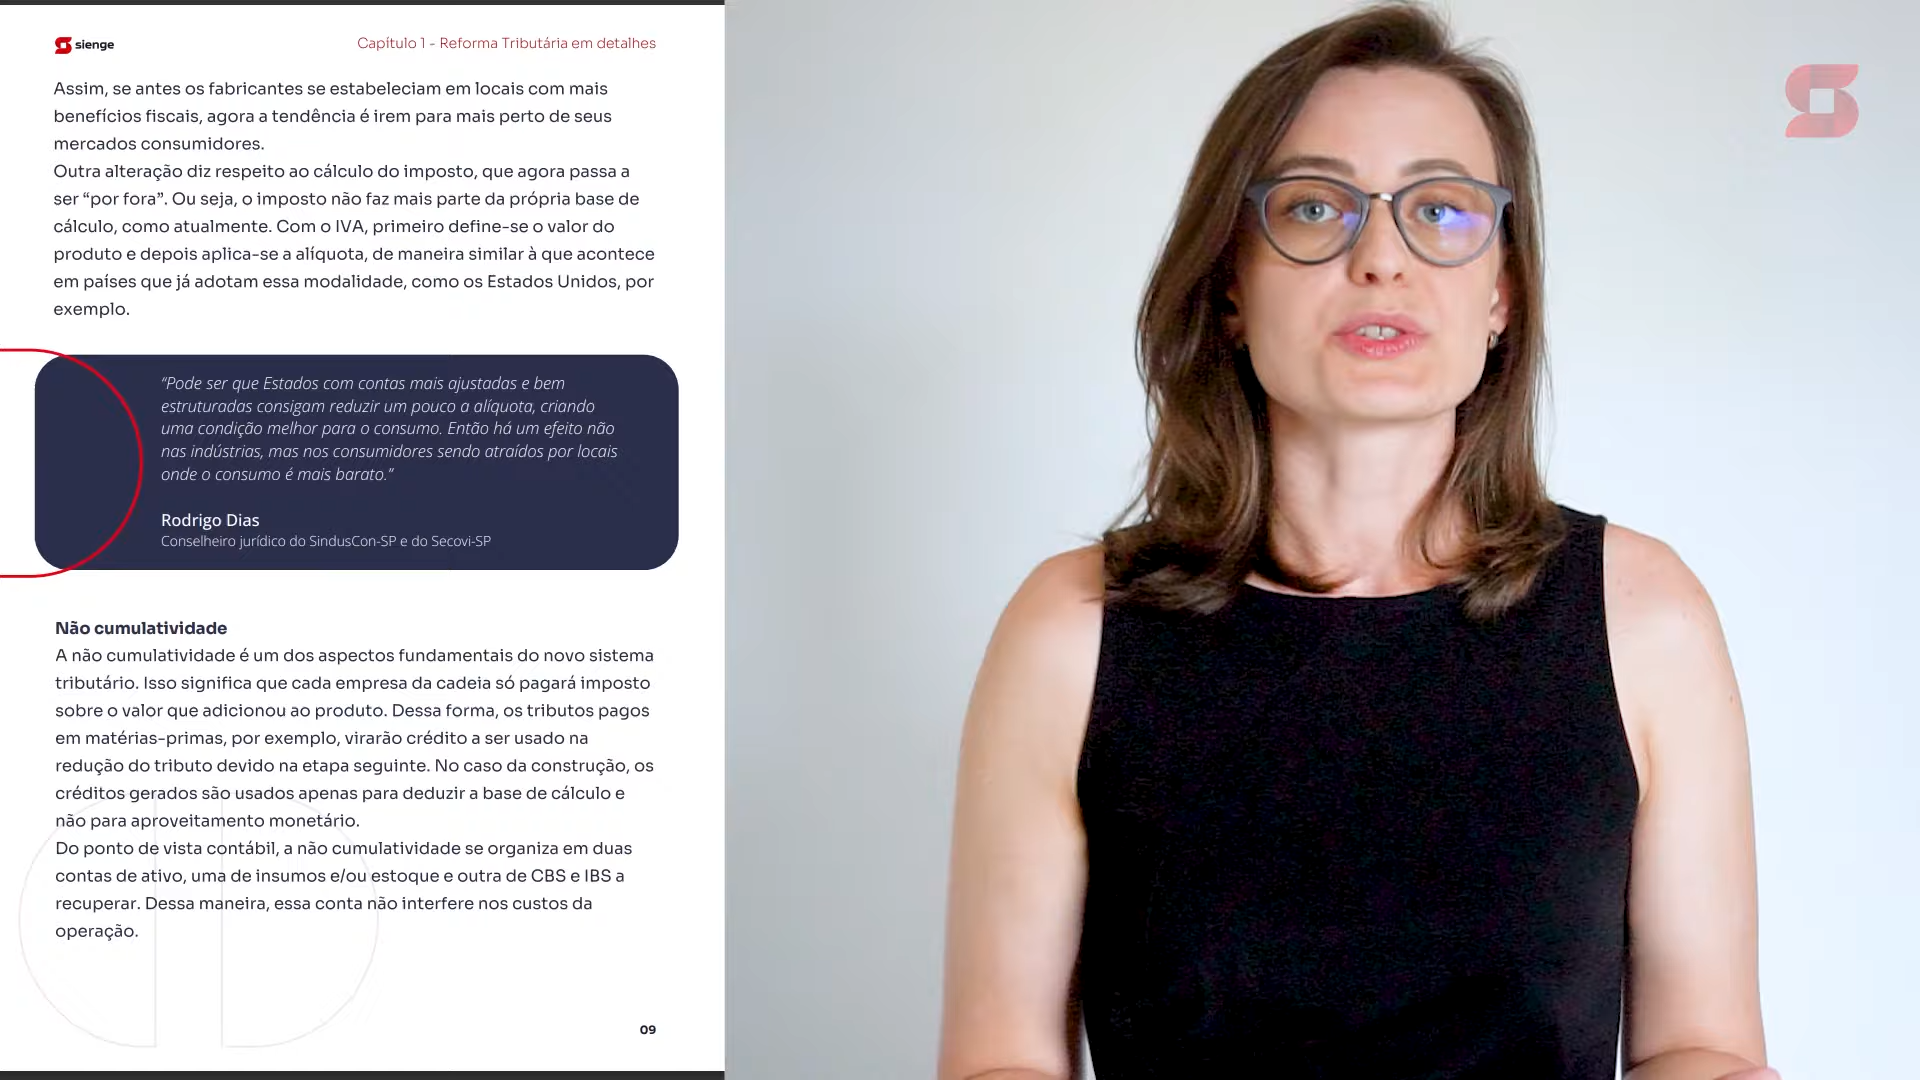 sienge
Capítulo 1 - Reforma Tributária em detalhes
Assim, se antes os fabricantes se estabeleciam em locais com mais
benefícios fiscais, agora a tendência é irem para mais perto de seus
mercados consumidores.
Outra alteração diz respeito ao cálculo do imposto, que agora passa a
ser “por fora”. Ou seja, o imposto não faz mais parte da própria base de
cálculo, como atualmente. Com o IVA, primeiro define-se o valor do
produto e depois aplica-se a alíquota, de maneira similar à que acontece
em países que já adotam essa modalidade, como os Estados Unidos, por
exemplo.
“Pode ser que Estados com contas mais ajustadas e bem
estruturadas consigam reduzir um pouco a alíquota, criando
uma condição melhor para o consumo. Então há um efeito não
nas indústrias, mas nos consumidores sendo atraídos por locais
onde o consumo é mais barato.”
Rodrigo Dias
Conselheiro jurídico do SindusCon-SP e do Secovi-SP
Não cumulatividade
A não cumulatividade é um dos aspectos fundamentais do novo sistema
tributário. Isso significa que cada empresa da cadeia só pagará imposto
sobre o valor que adicionou ao produto. Dessa forma, os tributos pagos
em matérias-primas, por exemplo, virarão crédito a ser usado na
redução do tributo devido na etapa seguinte. No caso da construção, os
créditos gerados são usados apenas para deduzir a base de cálculo e
não para aproveitamento monetário.
Do ponto de vista contábil, a não cumulatividade se organiza em duas
contas de ativo, uma de insumos e/ou estoque e outra de CBS e IBS a
recuperar. Dessa maneira, essa conta não interfere nos custos da
operação.
09